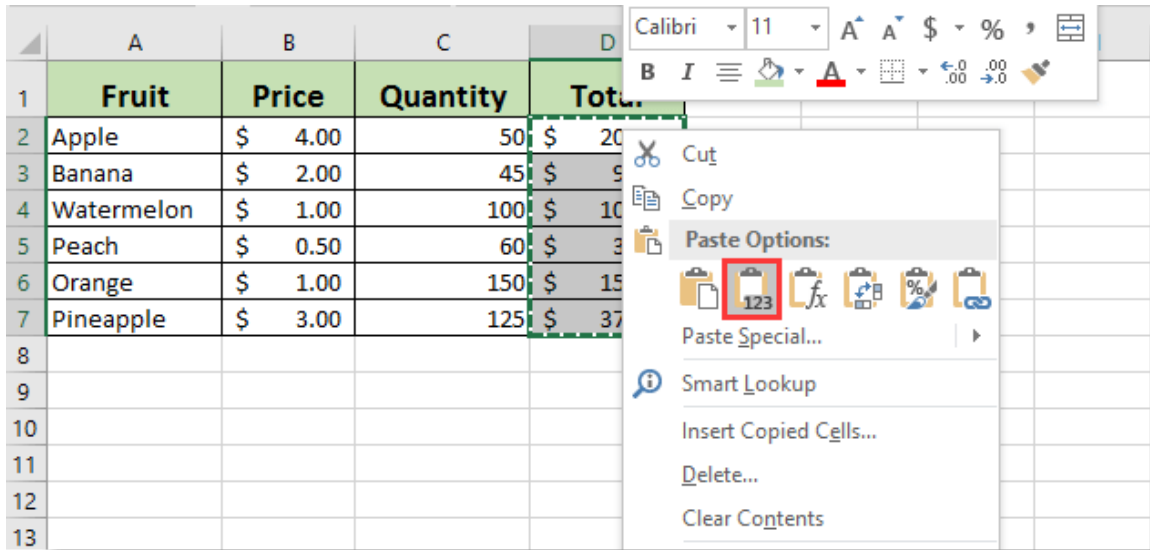 Calibri 11 A A $ % ,
B I A .00 .00
A B C D
1 Fruit Price Quantity
2 Apple $ 4.00 50 $
3 Banana $ 2.00 45 $
4 Watermelon $ 1.00 100 $
5 Peach $ 0.50 60 $
6 Orange $ 1.00 150 $
7 Pineapple $ 3.00 125 $
8
9
10
11
12
13
Cut
Copy
Paste Options:
123 fx %
Paste Special...
Smart Lookup
Insert Copied Cells...
Delete...
Clear Contents